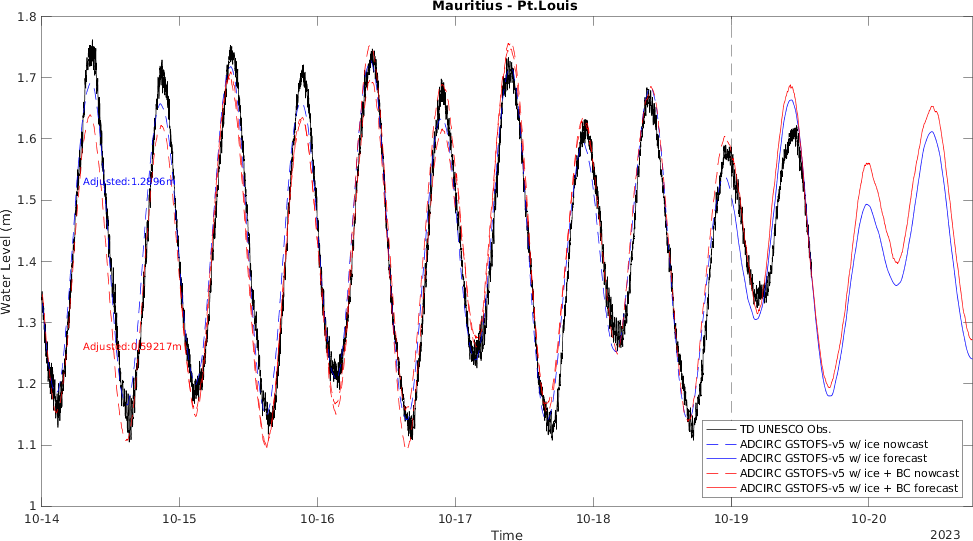 Mauritius - Pt.Louis
1.8
1.7
1.6
1.5
1.4
1.3
1.2
1.1
1
Water Level (m)
Adjusted:1.2896m
Adjusted:0.59217m
TD UNESCO Obs.
ADCIRC GSTOFS-v5 w/ ice nowcast
ADCIRC GSTOFS-v5 w/ ice forecast
ADCIRC GSTOFS-v5 w/ ice + BC nowcast
ADCIRC GSTOFS-v5 w/ ice + BC forecast
10-14 10-15 10-16 10-17 10-18 10-19 10-20
Time
2023